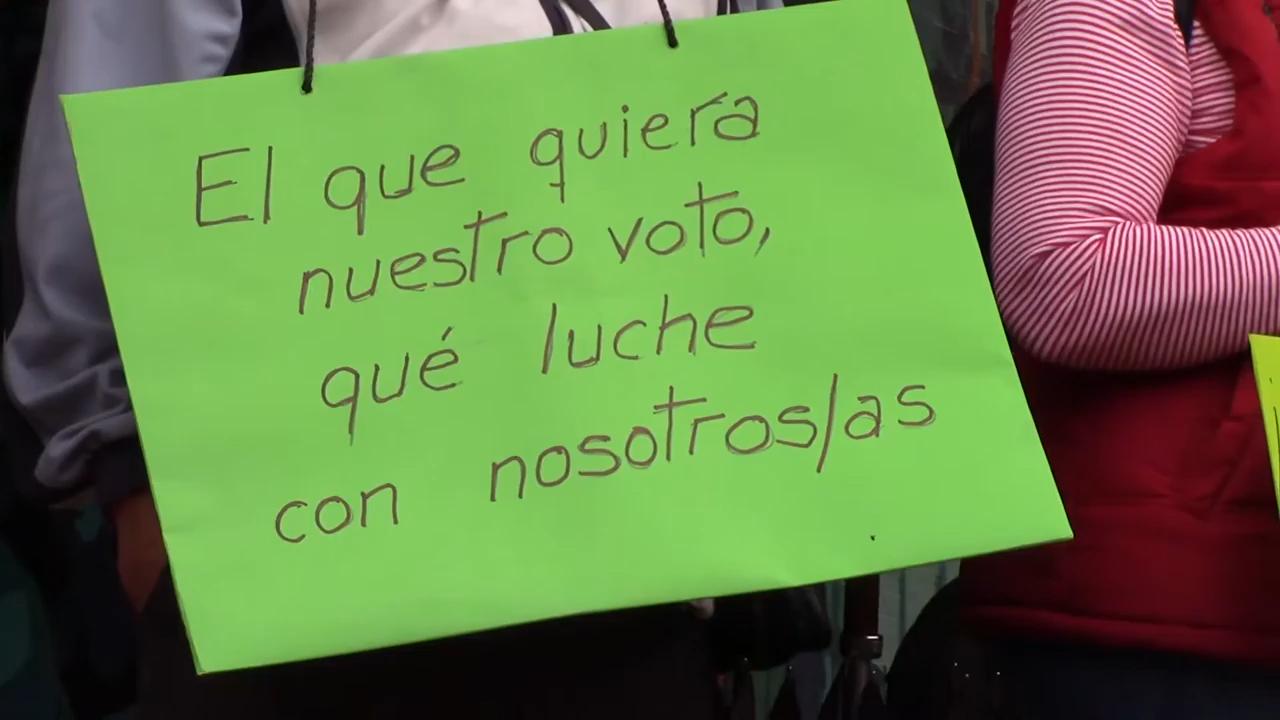 El que quiera
nuestro voto,
qué luche
con nosotros/as